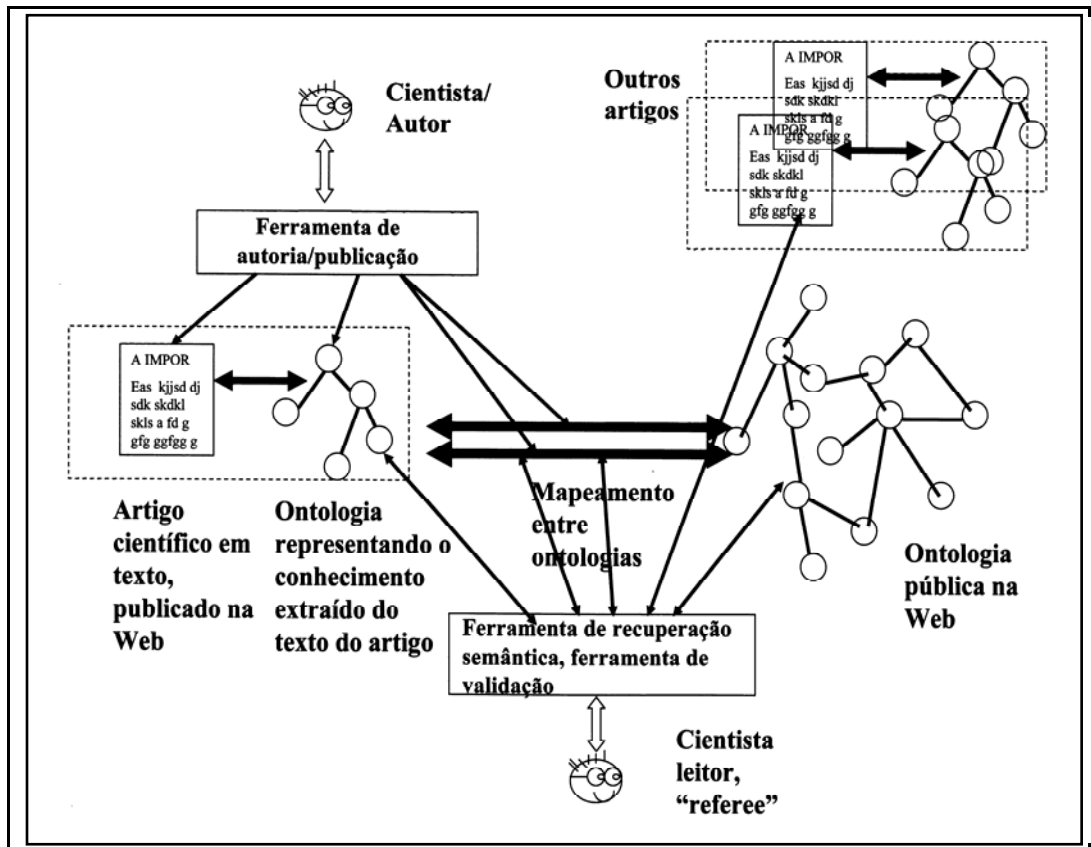 Cientista/
Autor
Outros
artigos
A IMPOR
Eas kjjsd dj
sdk skdkl
skls a fd g
gfg ggfgg g
A IMPOR
Eas kjjsd dj
sdk skdkl
skls a fd g
gfg ggfgg g
Ferramenta de
autoria/publicação
A IMPOR
Eas kjjsd dj
sdk skdkl
skls a fd g
gfg ggfgg g
Mapeamento
entre
ontologias
Artigo
científico em
texto,
publicado na
Web
Ontologia
representando o
conhecimento
extraído do
texto do artigo
Ontologia
pública na
Web
Ferramenta de recuperação
semântica, ferramenta de
validação
Cientista
leitor,
“referee”